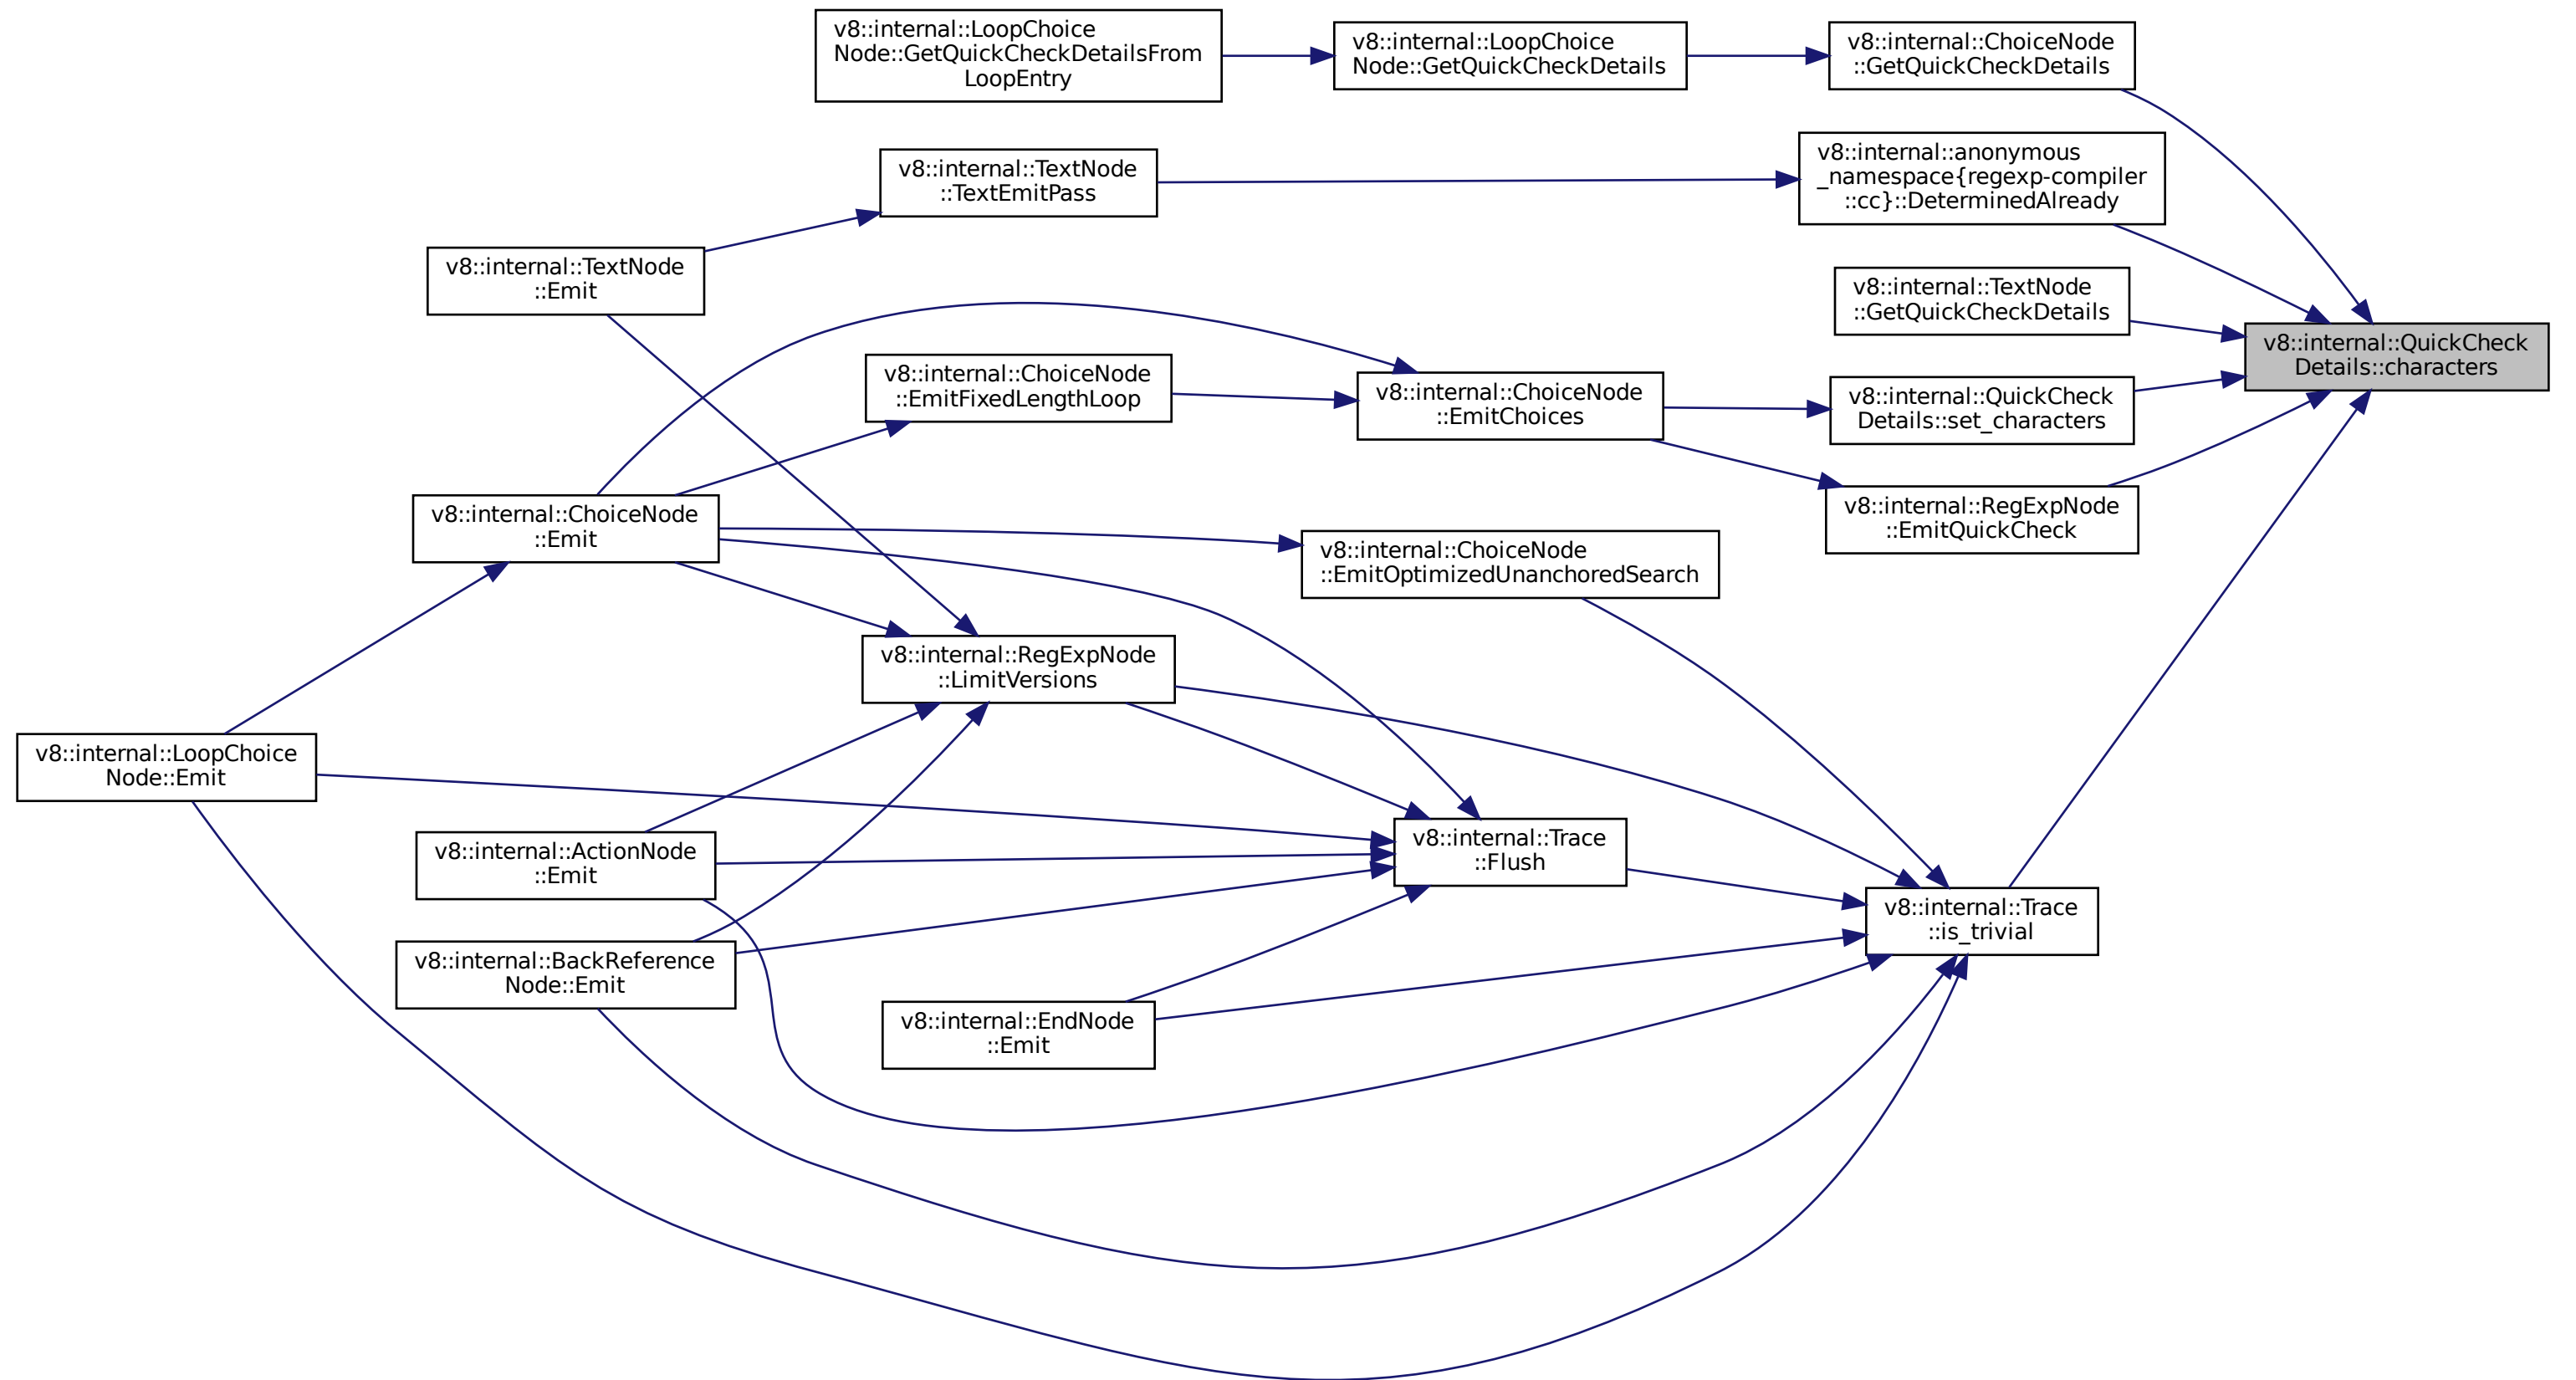 v8::internal::LoopChoice
Node::GetQuickCheckDetailsFrom
LoopEntry
v8::internal::LoopChoice
Node::GetQuickCheckDetails
v8::internal::ChoiceNode
::GetQuickCheckDetails
v8::internal::anonymous
_namespace{regexp-compiler
::cc}::DeterminedAlready
v8::internal::TextNode
::TextEmitPass
v8::internal::TextNode
::Emit
v8::internal::TextNode
::GetQuickCheckDetails
v8::internal::QuickCheck
Details::characters
v8::internal::ChoiceNode
::EmitFixedLengthLoop
v8::internal::ChoiceNode
::EmitChoices
v8::internal::QuickCheck
Details::set_characters
v8::internal::ChoiceNode
::Emit
v8::internal::RegExpNode
::EmitQuickCheck
v8::internal::ChoiceNode
::EmitOptimizedUnanchoredSearch
v8::internal::RegExpNode
::LimitVersions
v8::internal::LoopChoice
Node::Emit
v8::internal::Trace
::Flush
v8::internal::ActionNode
::Emit
v8::internal::Trace
::is_trivial
v8::internal::BackReference
Node::Emit
v8::internal::EndNode
::Emit